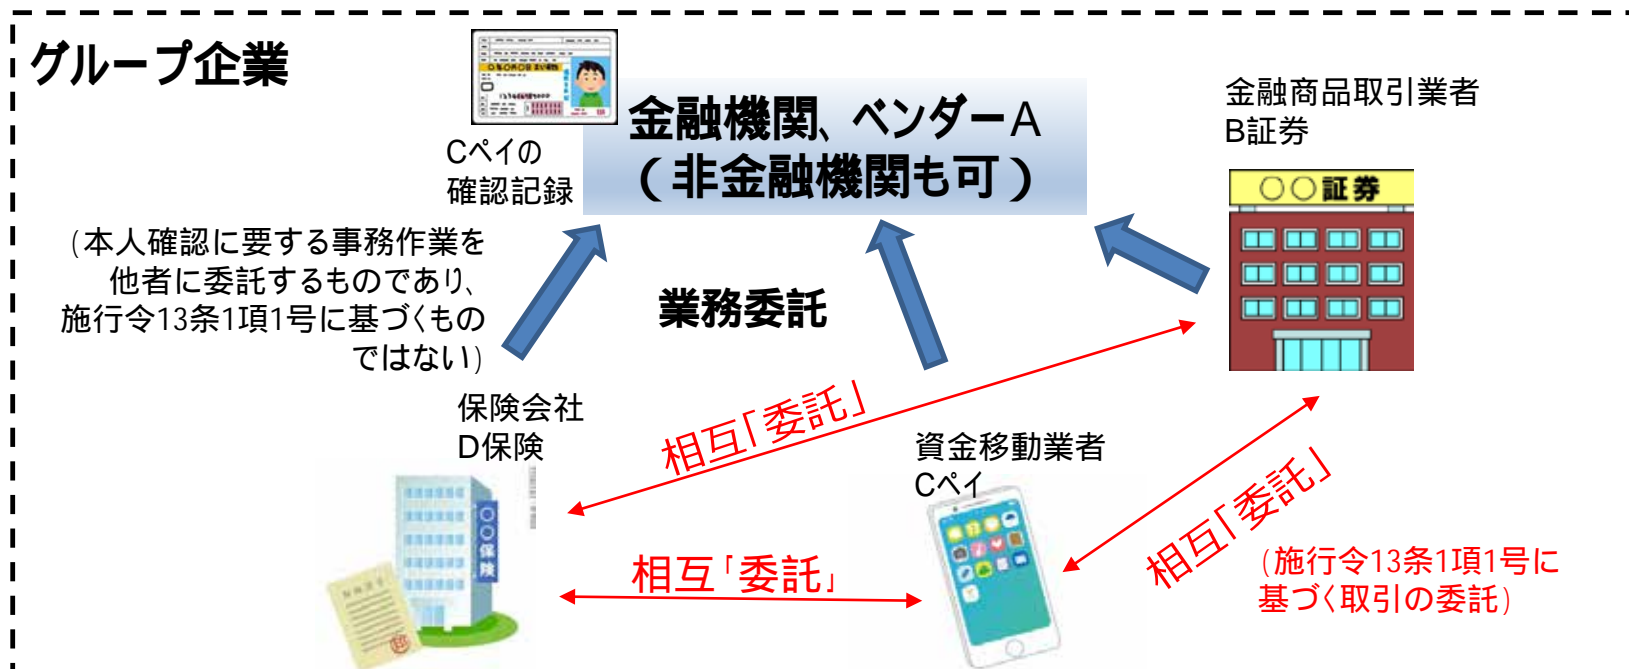 グループ企業
Cペイの
確認記録
金融機関、ベンダーA
(非金融機関も可)
金融商品取引業者
B証券
○○証券
(本人確認に要する事務作業を
他者に委託するものであり、
施行令13条1項1号に基づくもの
ではない)
業務委託
保険会社
D保険
○○保険
資金移動業者
Cペイ
相互「委託」
相互「委託」
相互「委託」
(施行令13条1項1号に
基づく取引の委託)